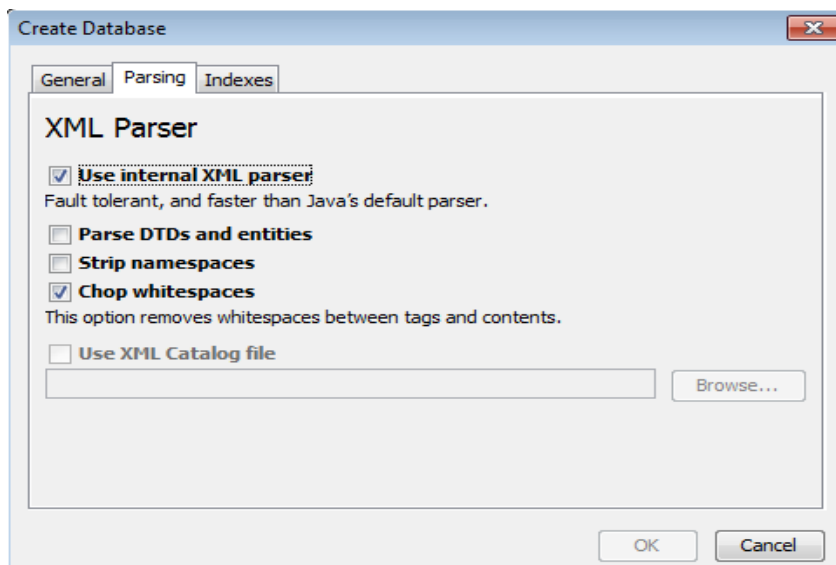 Create Database
General Parsing Indexes
XML Parser
Use internal XML parser
Fault tolerant, and faster than Java's default parser.
Parse DTDs and entities
Strip namespaces
Chop whitespaces
This option removes whitespaces between tags and contents.
Use XML Catalog file
Browse...
OK Cancel